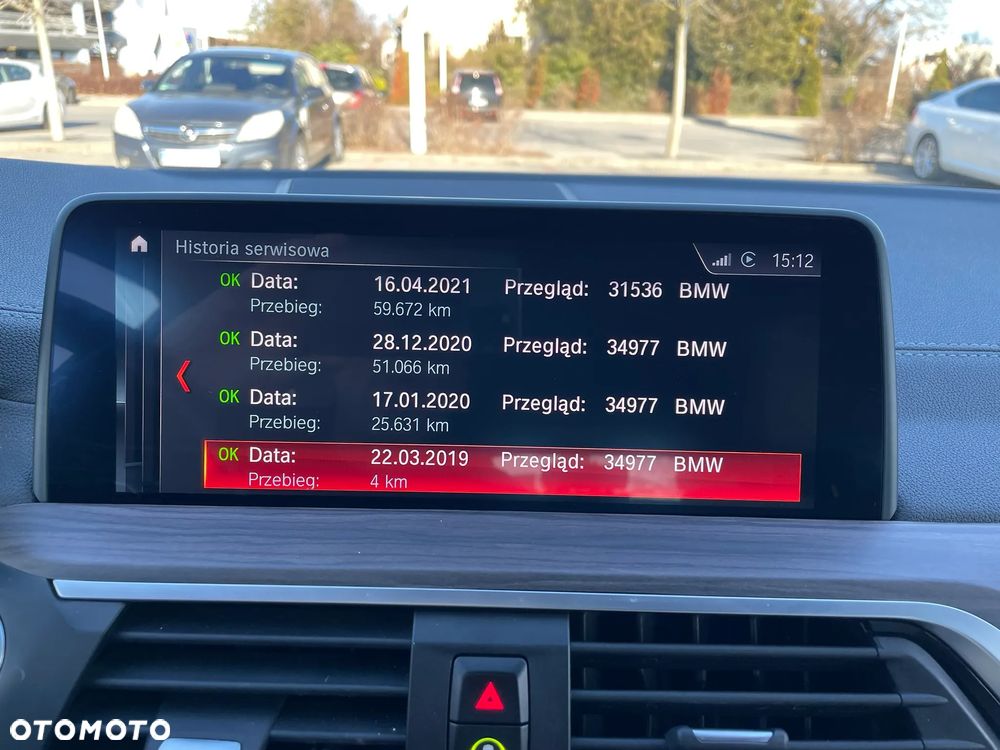 Historia serwisowa
15:12
OK Data: 16.04.2021 Przegląd: 31536 BMW
Przebieg: 59.672 km
OK Data: 28.12.2020 Przegląd: 34977 BMW
Przebieg: 51.066 km
OK Data: 17.01.2020 Przegląd: 34977 BMW
Przebieg: 25.631 km
OK Data: 22.03.2019 Przegląd: 34977 BMW
Przebieg: 4 km
OTOMOTO